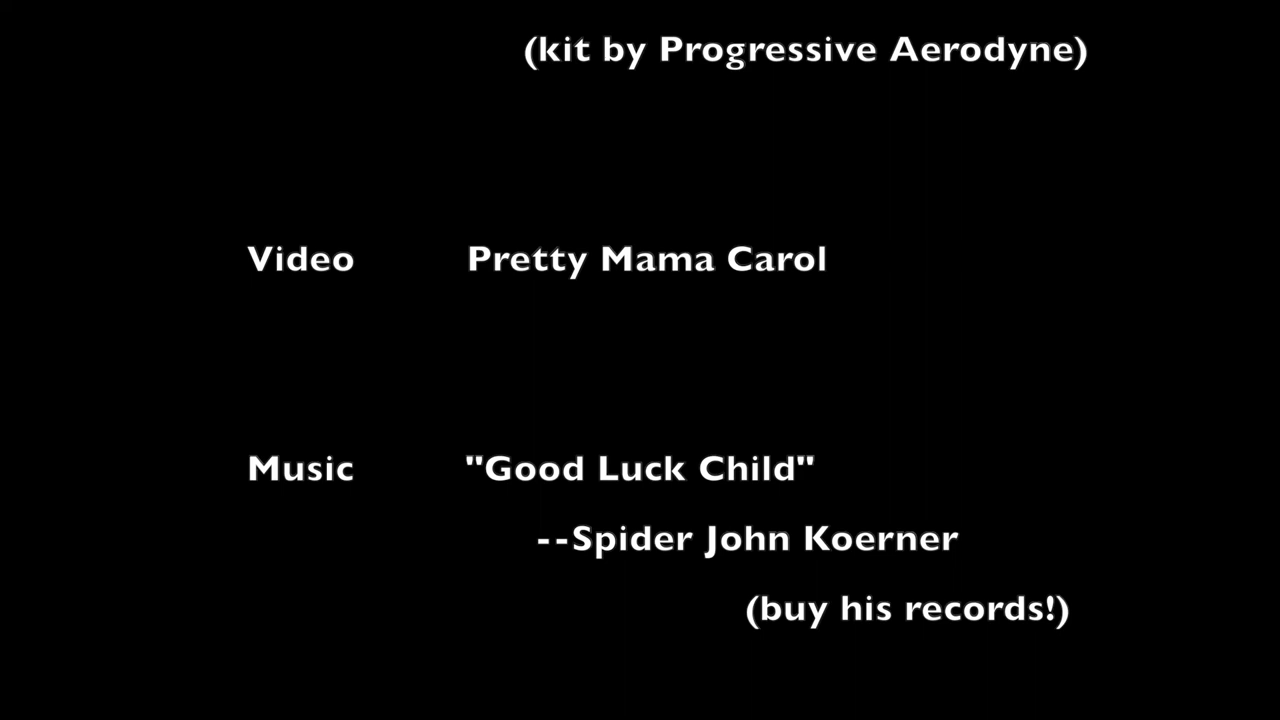 (kit by Progressive Aerodyne)
Video Pretty Mama Carol
Music "Good Luck Child"
--Spider John Koerner
(buy his records!)